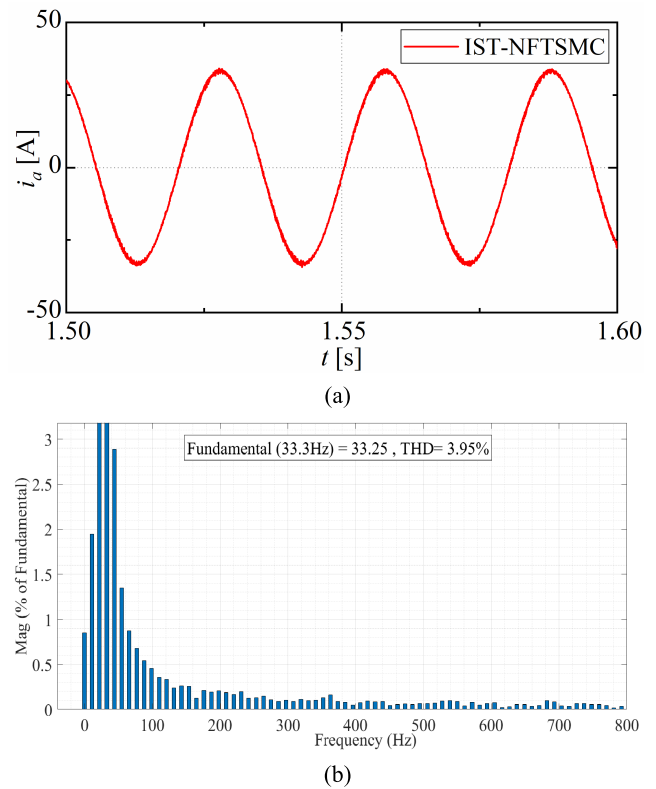 50
IST-NFTSMC
i_a [A]
0
-50
1.50
1.55
1.60
t [s]
(a)
3
Fundamental (33.3Hz) = 33.25 , THD= 3.95%
2.5
2
1.5
1
0.5
0
Mag (% of Fundamental)
0 100 200 300 400 500 600 700 800
Frequency (Hz)
(b)